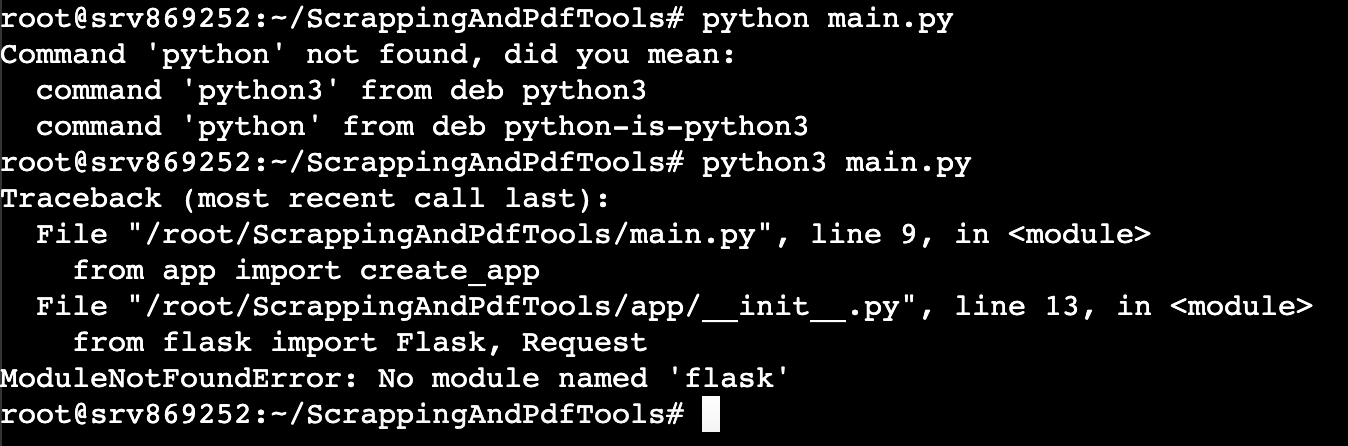 root@srv869252:~/ScrappingAndPdfTools# python main.py
Command 'python' not found, did you mean:
  command 'python3' from deb python3
  command 'python' from deb python-is-python3
root@srv869252:~/ScrappingAndPdfTools# python3 main.py
Traceback (most recent call last):
  File "/root/ScrappingAndPdfTools/main.py", line 9, in <module>
    from app import create_app
  File "/root/ScrappingAndPdfTools/app/__init__.py", line 13, in <module>
    from flask import Flask, Request
ModuleNotFoundError: No module named 'flask'
root@srv869252:~/ScrappingAndPdfTools#